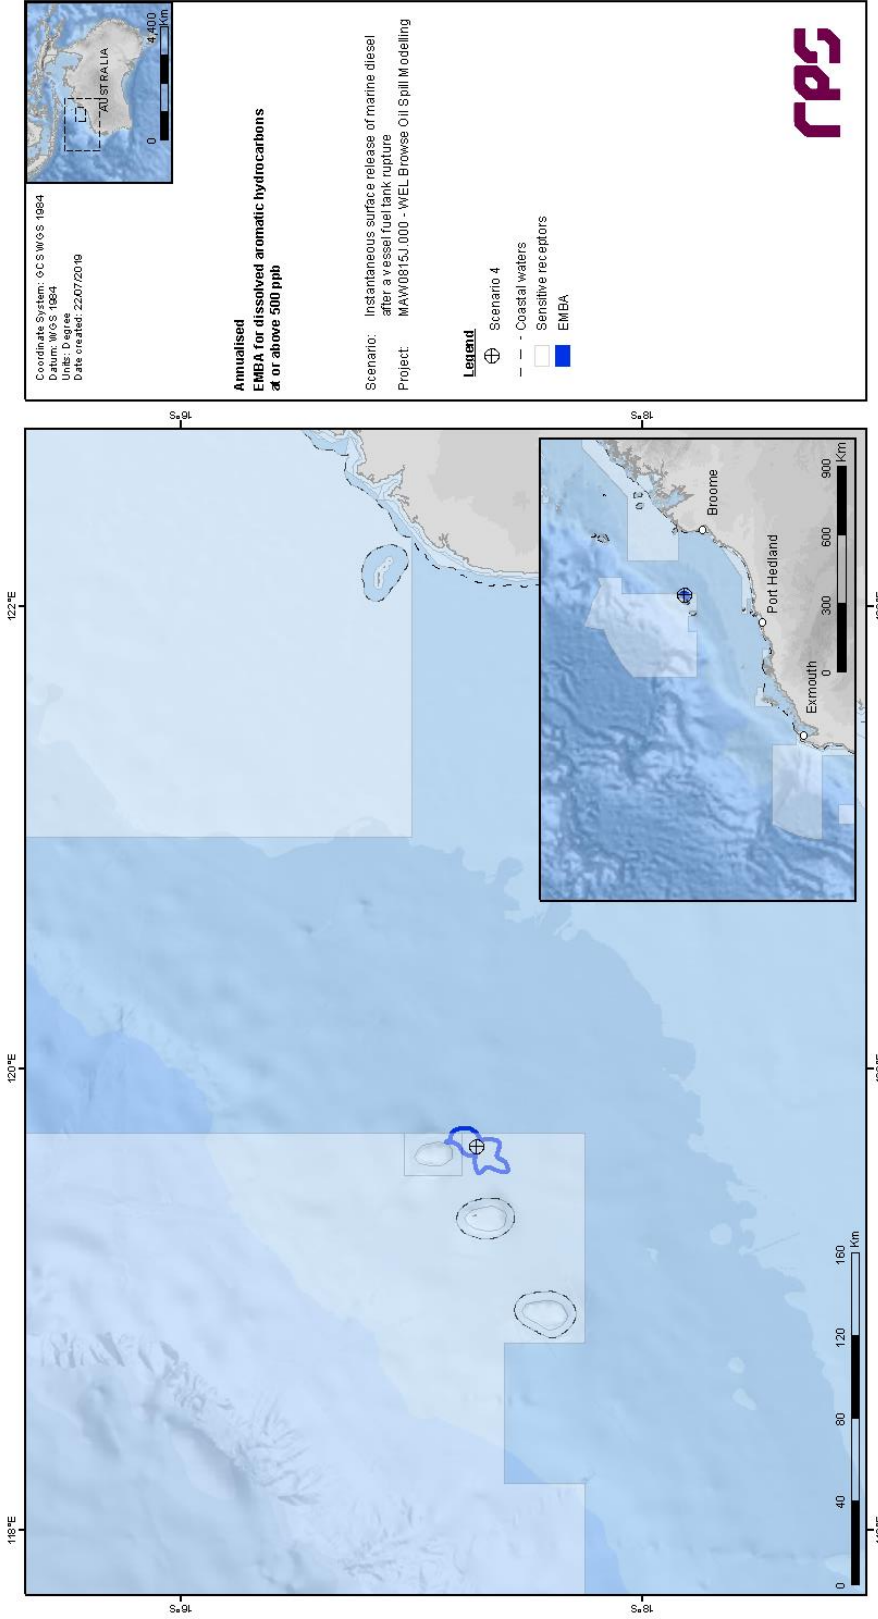 118°E
120°E
122°E
16°S
16°S
18°S
18°S
0 40 80 120 160
Km
Exmouth
Port Hedland
Broome
0 300 600 900
Km
Coordinate System: GCS WGS 1984
Datum: WGS 1984
Units: Degree
Date created: 22/07/2019
AUSTRALIA
0 4,400
Km
Annualised
EMBA for dissolved aromatic hydrocarbons
at or above 500 ppb
Scenario: Instantaneous surface release of marine diesel
after a vessel fuel tank rupture
Project: MAW0815J.000 - WEL Browse Oil Spill Modelling
Legend
Scenario 4
Coastal waters
Sensitive receptors
EMBA
rps